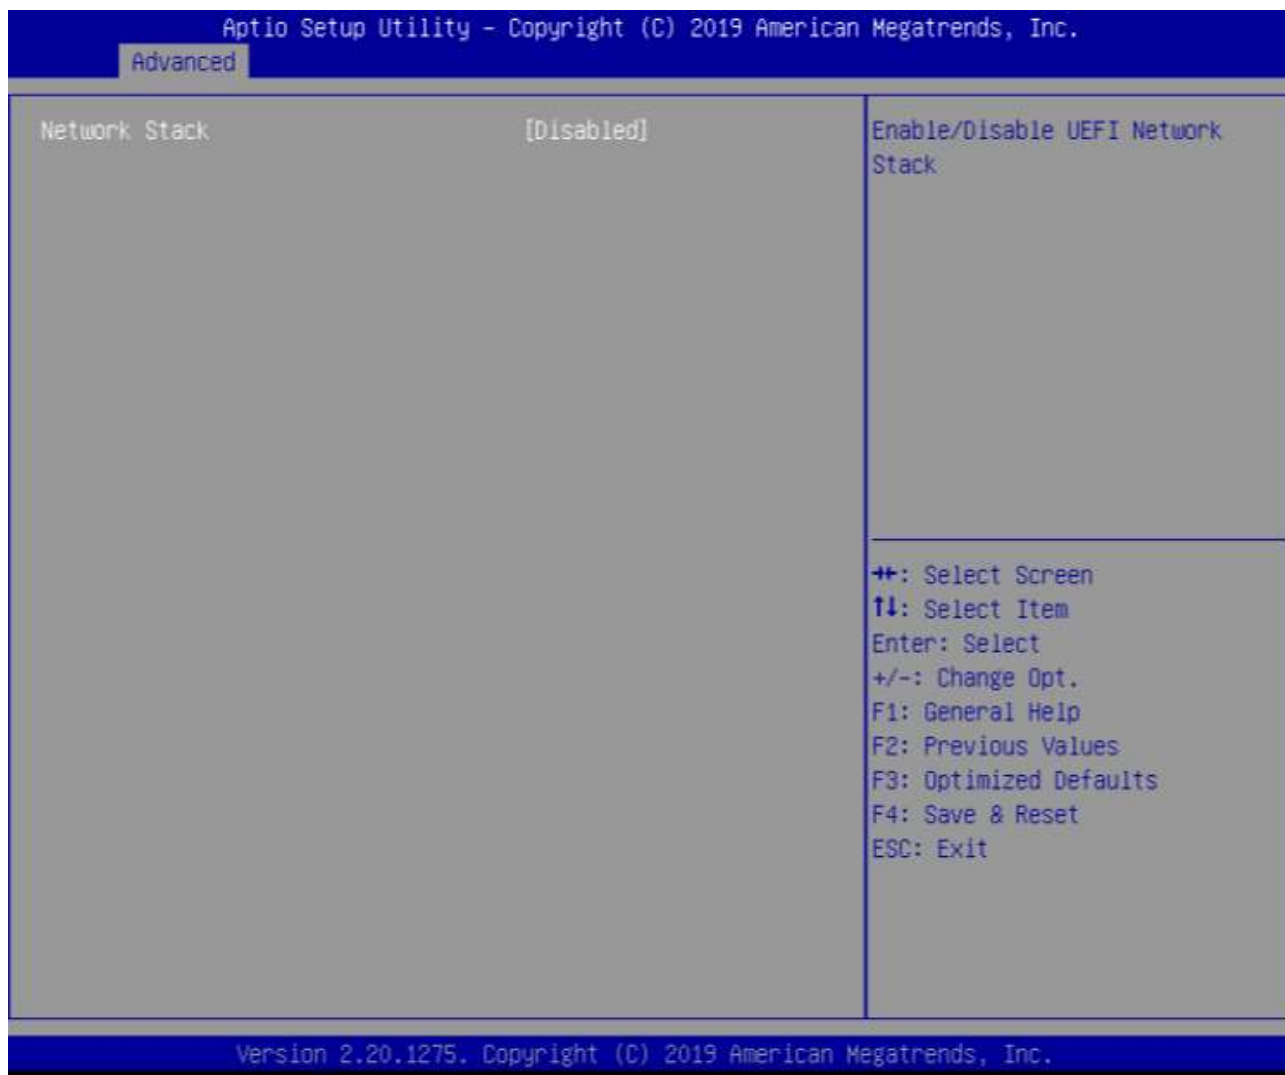 Aptio Setup Utility – Copyright (C) 2019 American Megatrends, Inc.
Advanced
Network Stack [Disabled]
Enable/Disable UEFI Network
Stack
→←: Select Screen
↑↓: Select Item
Enter: Select
+/-: Change Opt.
F1: General Help
F2: Previous Values
F3: Optimized Defaults
F4: Save & Reset
ESC: Exit
Version 2.20.1275. Copyright (C) 2019 American Megatrends, Inc.